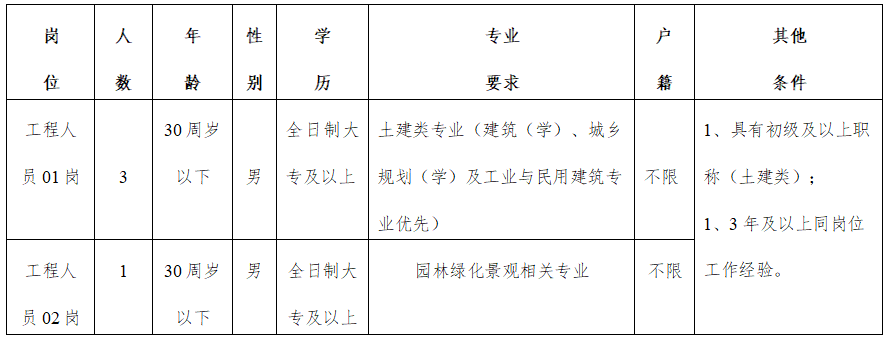 岗 人 年 性 学 专业 户 其他
位 数 龄 别 历 要求 籍 条件
工程人 30周岁 全日制大 土建类专业（建筑（学）、城乡 1、具有初级及以上职
员01岗 3 以下 男 专及以上 规划（学）及工业与民用建筑专 不限 称（土建类）；
业优先） 1、3年及以上同岗位
工程人 1 30周岁 男 全日制大 园林绿化景观相关专业 不限 工作经验。
员02岗 以下 专及以上